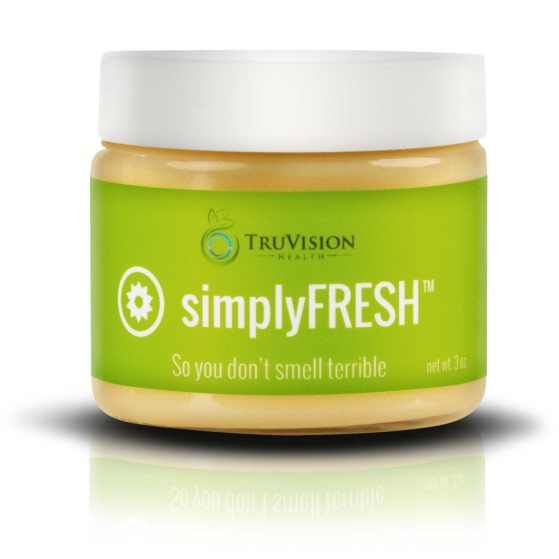 TRUVISION
HEALTH
simplyFRESH™
So you don't smell terrible
net wt. 3 oz.